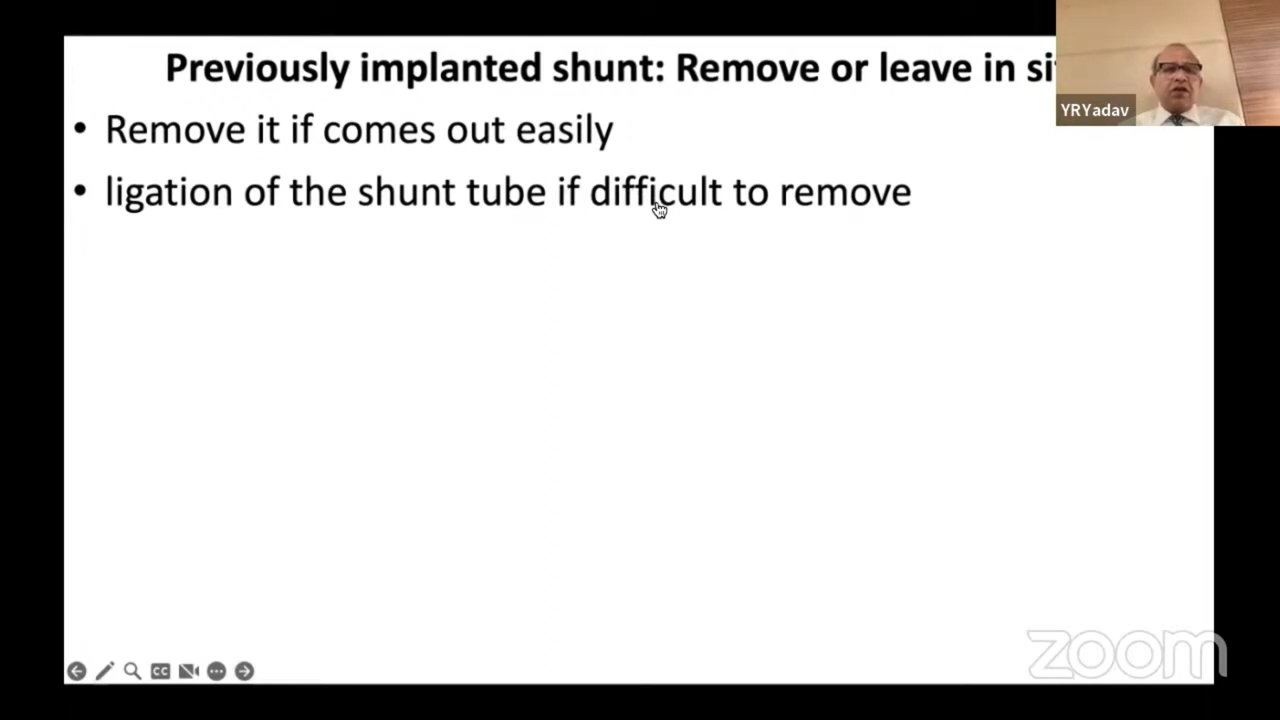 Previously implanted shunt: Remove or leave in
YRYadav
• Remove it if comes out easily
• ligation of the shunt tube if difficult to remove
CC
zoom